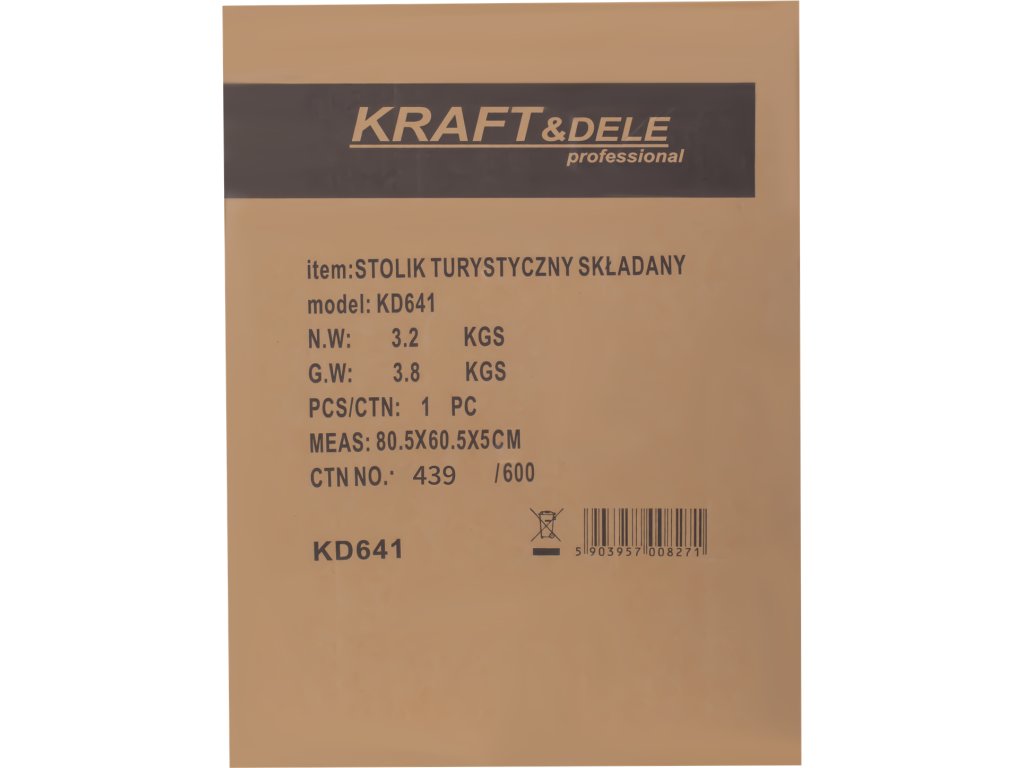 KRAFT&DELE
professional
item:STOLIK TURYSTYCZNY SKŁADANY
model: KD641
N.W: 3.2 KGS
G.W: 3.8 KGS
PCS/CTN: 1 PC
MEAS: 80.5X60.5X5CM
CTN NO.: 439 /600
KD641
5 903957 008271